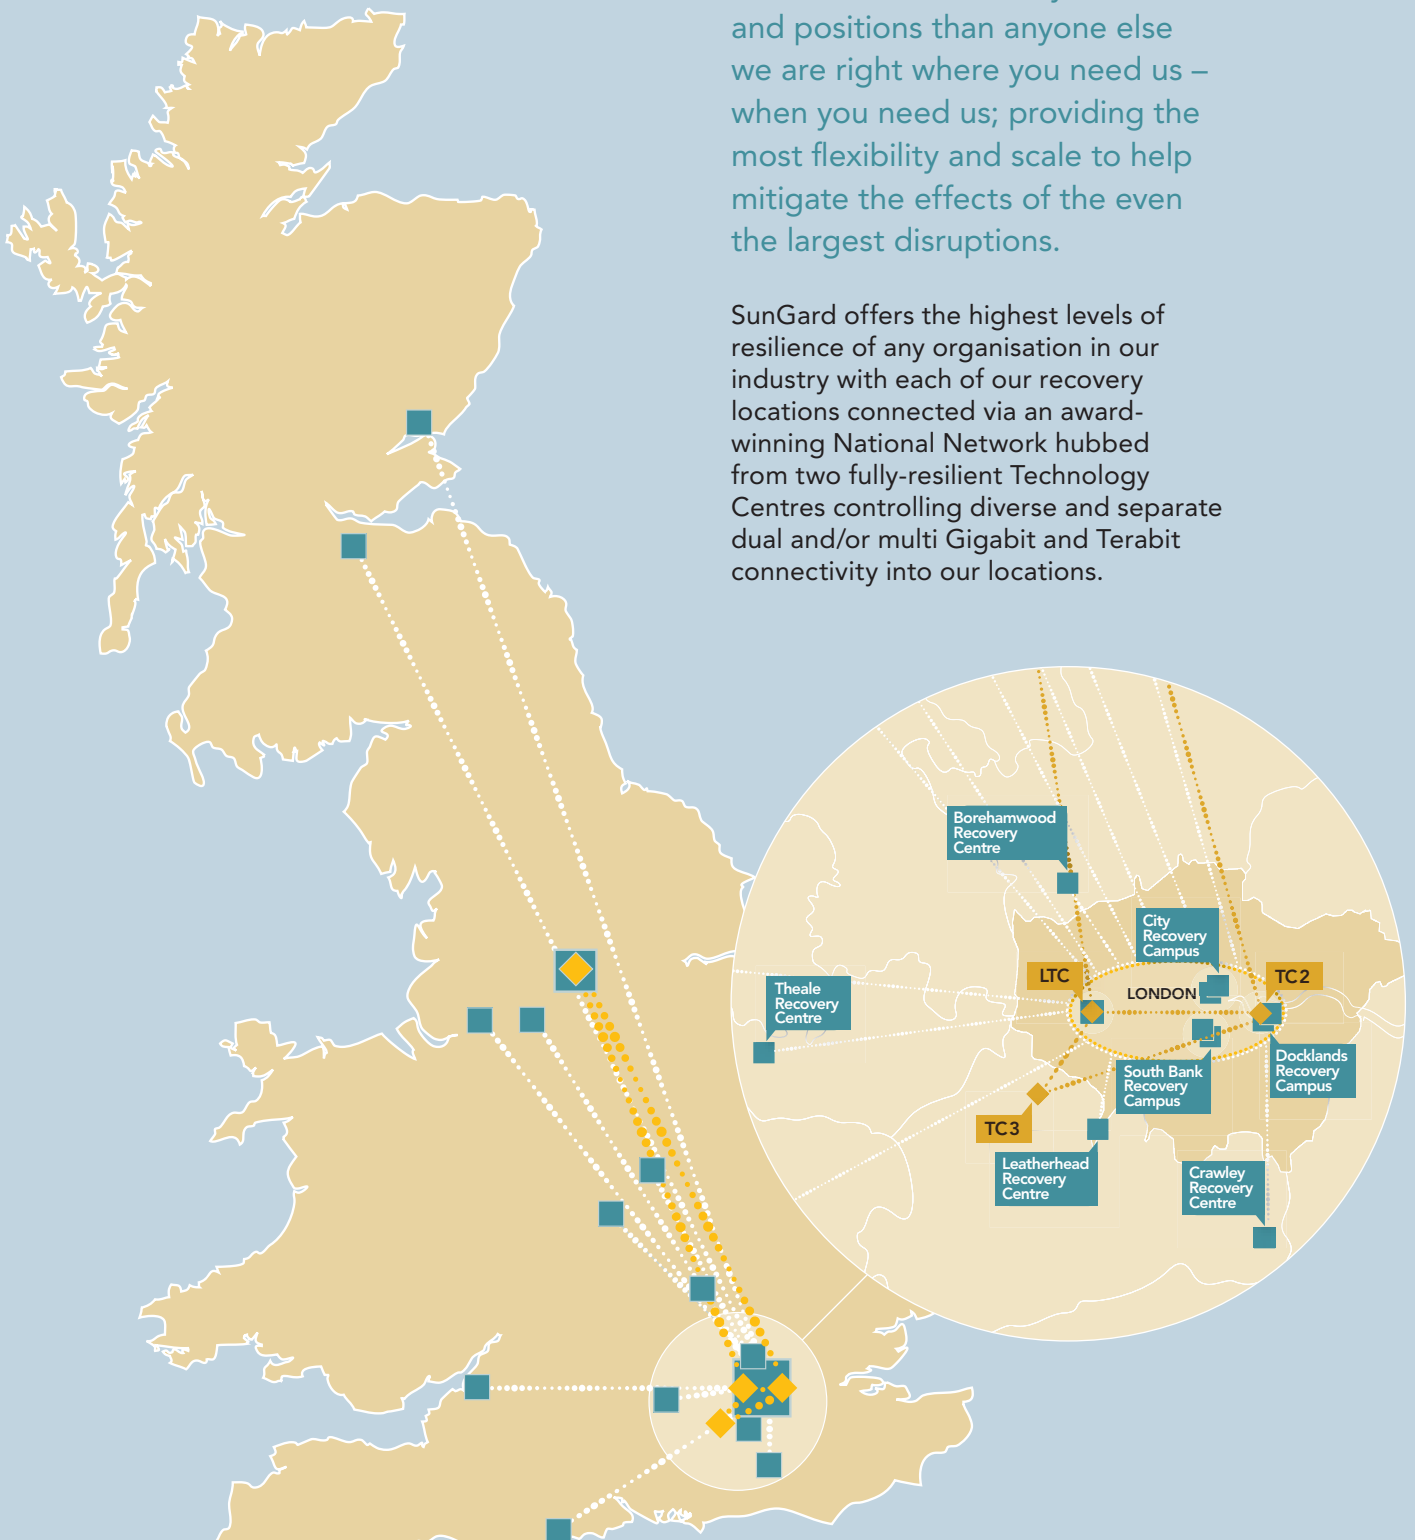 and positions than anyone else
we are right where you need us –
when you need us; providing the
most flexibility and scale to help
mitigate the effects of the even
the largest disruptions.
SunGard offers the highest levels of
resilience of any organisation in our
industry with each of our recovery
locations connected via an award-
winning National Network hubbed
from two fully-resilient Technology
Centres controlling diverse and separate
dual and/or multi Gigabit and Terabit
connectivity into our locations.
Borehamwood
Recovery
Centre
City
Recovery
Campus
LTC
LONDON
TC2
Theale
Recovery
Centre
Docklands
Recovery
Campus
South Bank
Recovery
Campus
TC3
Leatherhead
Recovery
Centre
Crawley
Recovery
Centre